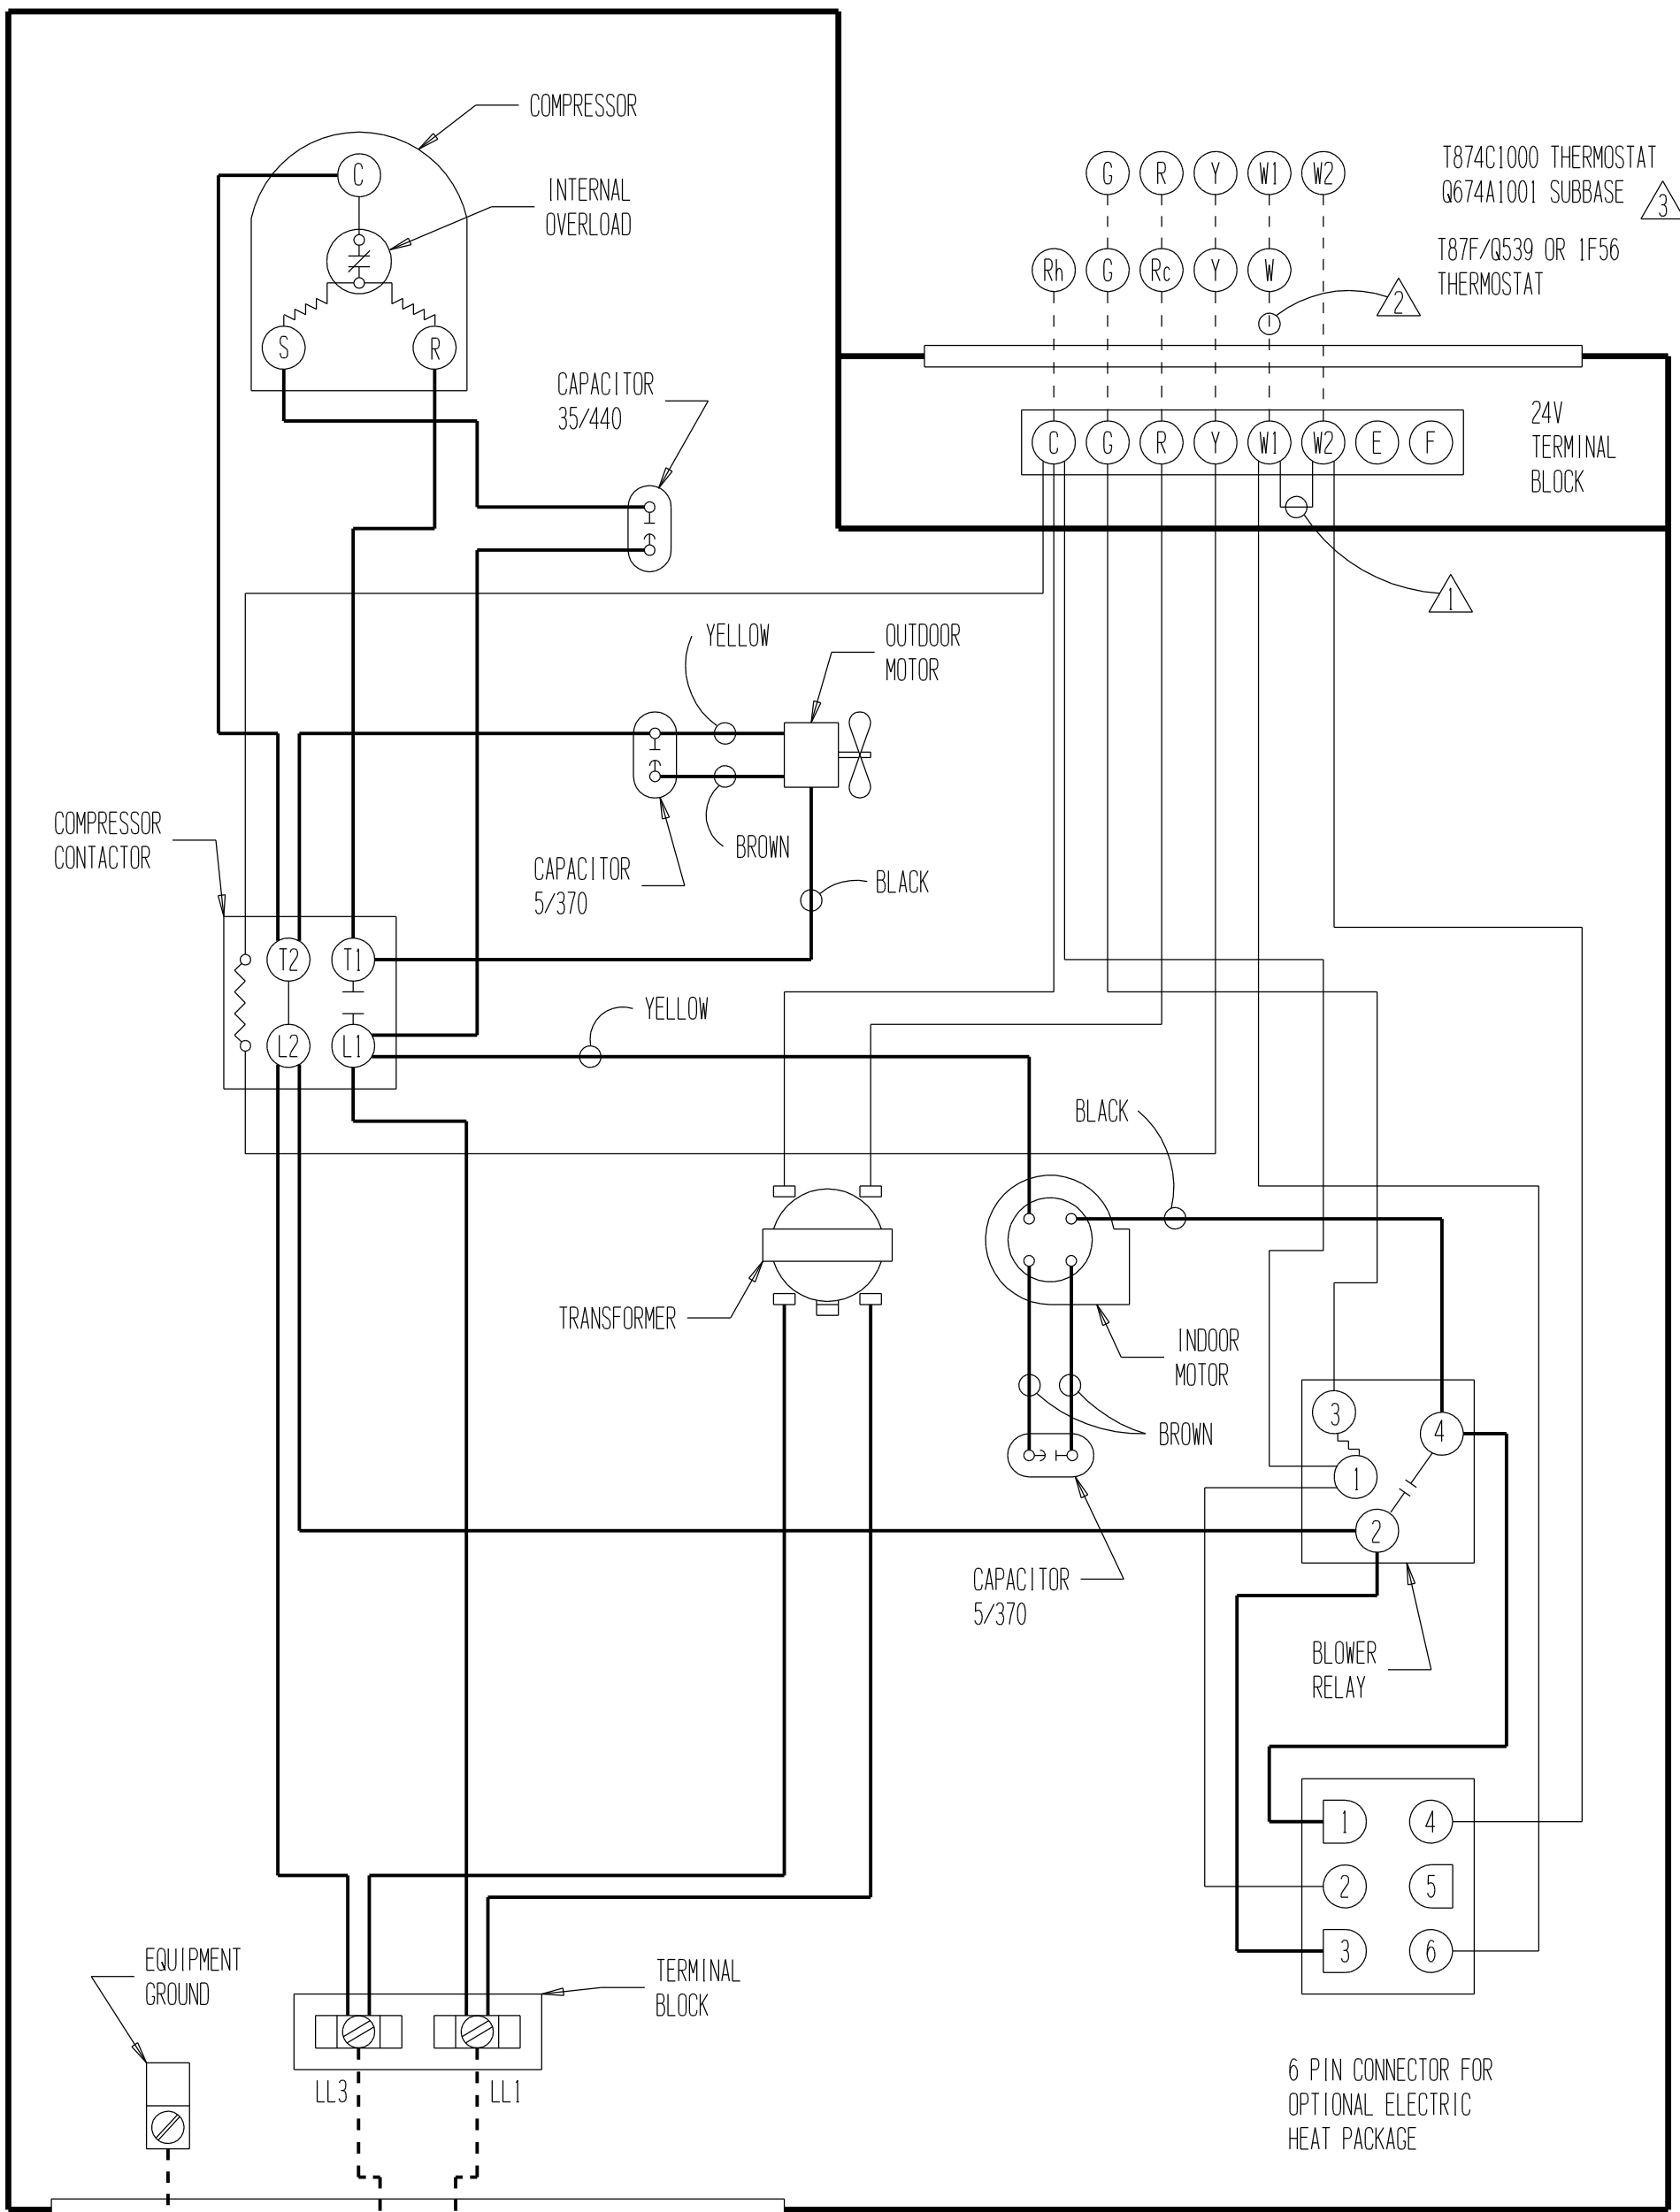 COMPRESSOR
C
INTERNAL
OVERLOAD
S
R
CAPACITOR
35/440
G R Y W1 W2
T874C1000 THERMOSTAT
Q674A1001 SUBBASE
3
Rh G Rc Y W
T87F/Q539 OR 1F56
THERMOSTAT
2
C G R Y W1 W2 E F
24V
TERMINAL
BLOCK
1
YELLOW
OUTDOOR
MOTOR
BROWN
CAPACITOR
5/370
BLACK
COMPRESSOR
CONTACTOR
T2 T1
L2 L1
YELLOW
BLACK
TRANSFORMER
INDOOR
MOTOR
BROWN
CAPACITOR
5/370
3
4
1
2
BLOWER
RELAY
1 4
2 5
3 6
6 PIN CONNECTOR FOR
OPTIONAL ELECTRIC
HEAT PACKAGE
EQUIPMENT
GROUND
TERMINAL
BLOCK
LL3 LL1